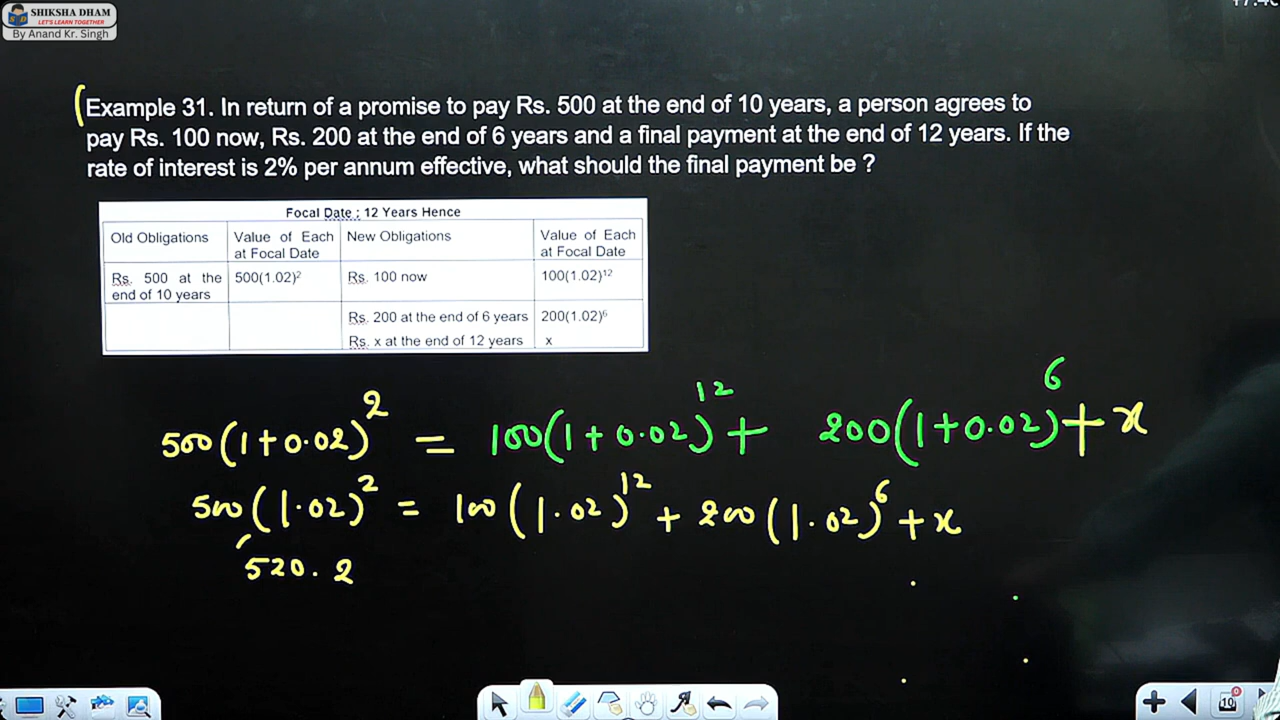 SHIKSHA DHAM
LET'S LEARN TOGETHER
By Anand Kr. Singh
Example 31. In return of a promise to pay Rs. 500 at the end of 10 years, a person agrees to
pay Rs. 100 now, Rs. 200 at the end of 6 years and a final payment at the end of 12 years. If the
rate of interest is 2% per annum effective, what should the final payment be ?
Focal Date : 12 Years Hence
Old Obligations | Value of Each at Focal Date | New Obligations | Value of Each at Focal Date
Rs. 500 at the end of 10 years | 500(1.02)² | Rs. 100 now | 100(1.02)¹²
Rs. 200 at the end of 6 years | 200(1.02)⁶
Rs. x at the end of 12 years | x
500(1+0.02)² = 100(1+0.02)¹² + 200(1+0.02)⁶ + x
500(1.02)² = 100(1.02)¹² + 200(1.02)⁶ + x
520.2
10